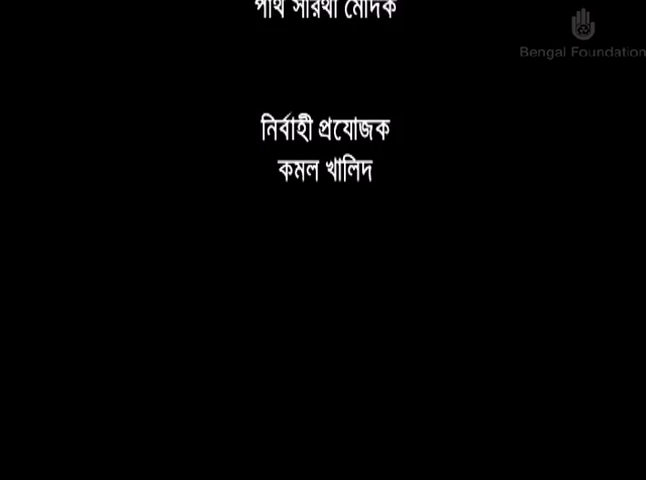 পার্থ সারথী মোদক
Bengal Foundation
নির্বাহী প্রযোজক
কমল খালিদ